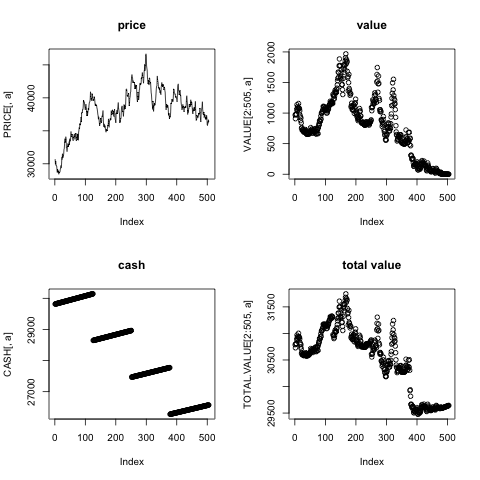 price
PRICE[, a]
30000 40000
0 100 200 300 400 500
Index
value
VALUE[2:505, a]
0 500 1000 1500 2000
0 100 200 300 400 500
Index
cash
CASH[, a]
27000 29000
0 100 200 300 400 500
Index
total value
TOTAL.VALUE[2:505, a]
29500 30500 31500
0 100 200 300 400 500
Index